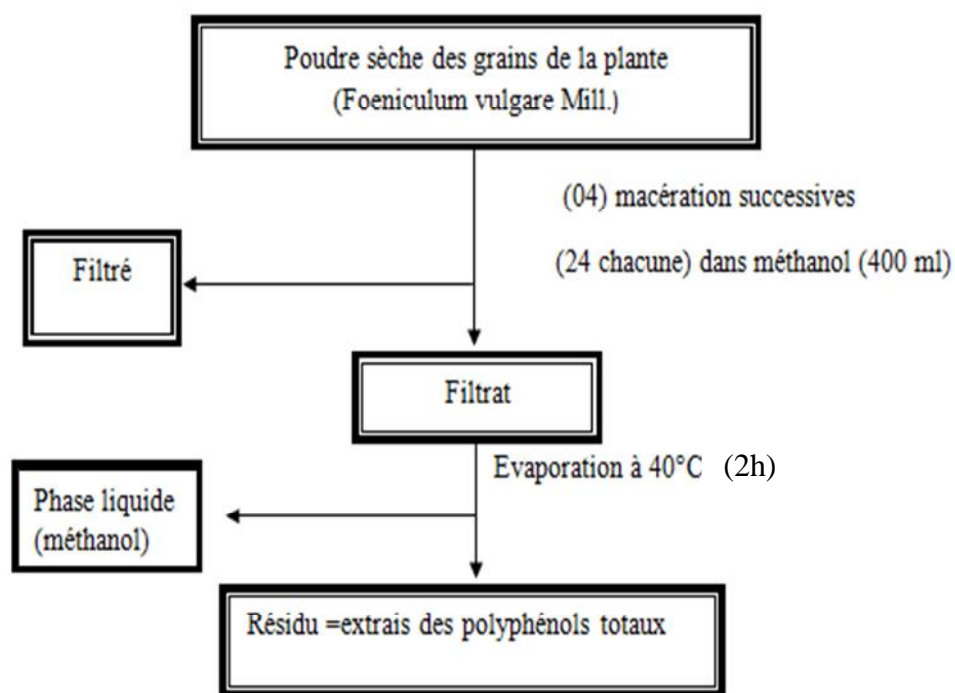 Poudre sèche des grains de la plante
(Foeniculum vulgare Mill.)
(04) macération successives
(24 chacune) dans méthanol (400 ml)
Filtré
Filtrat
Evaporation à 40°C (2h)
Phase liquide
(méthanol)
Résidu =extrais des polyphénols totaux